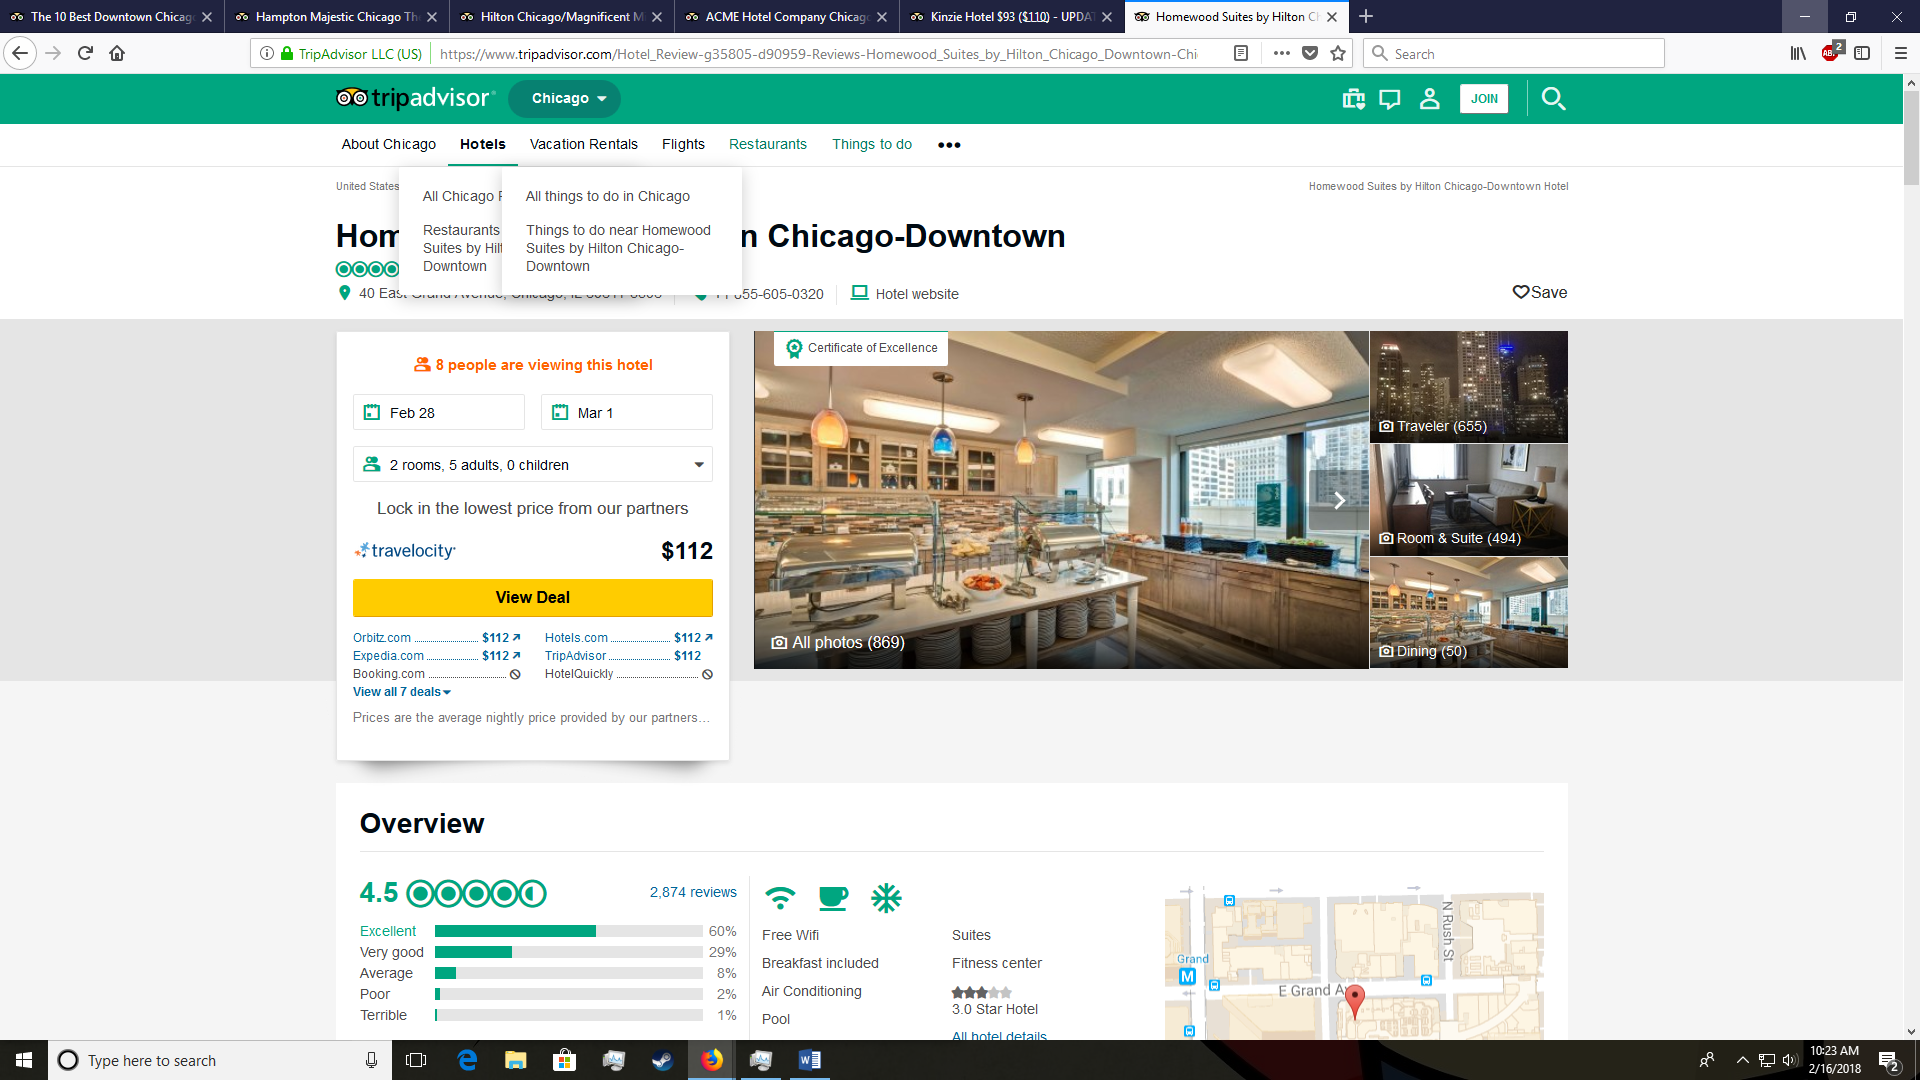 The 10 Best Downtown Chicag
Hampton Majestic Chicago Th
Hilton Chicago/Magnificent M
ACME Hotel Company Chicag
Kinzie Hotel $93 ($110) - UPDA
Homewood Suites by Hilton Ch
TripAdvisor LLC (US)
https://www.tripadvisor.com/Hotel_Review-g35805-d90959-Reviews-Homewood_Suites_by_Hilton_Chicago_Downtown-Chi
Search
ABP 2
tripadvisor
Chicago
JOIN
About Chicago
Hotels
Vacation Rentals
Flights
Restaurants
Things to do
United States
Homewood Suites by Hilton Chicago-Downtown Hotel
All Chicago
Restaurants
Suites by Hil
Downtown
All things to do in Chicago
Things to do near Homewood
Suites by Hilton Chicago-
Downtown
Hom n Chicago-Downtown
40 East Grand Avenue, Chicago,
855-605-0320
Hotel website
Save
8 people are viewing this hotel
Feb 28
Mar 1
2 rooms, 5 adults, 0 children
Lock in the lowest price from our partners
travelocity
$112
View Deal
Orbitz.com $112
Hotels.com $112
Expedia.com $112
TripAdvisor $112
Booking.com
HotelQuickly
View all 7 deals
Prices are the average nightly price provided by our partners…
Certificate of Excellence
All photos (869)
Traveler (655)
Room & Suite (494)
Dining (50)
Overview
4.5
2,874 reviews
Excellent 60%
Very good 29%
Average 8%
Poor 2%
Terrible 1%
Free Wifi
Breakfast included
Air Conditioning
Pool
Suites
Fitness center
3.0 Star Hotel
All hotel details
Grand
M
E Grand A
N Rush St
Type here to search
10:23 AM
2/16/2018
2